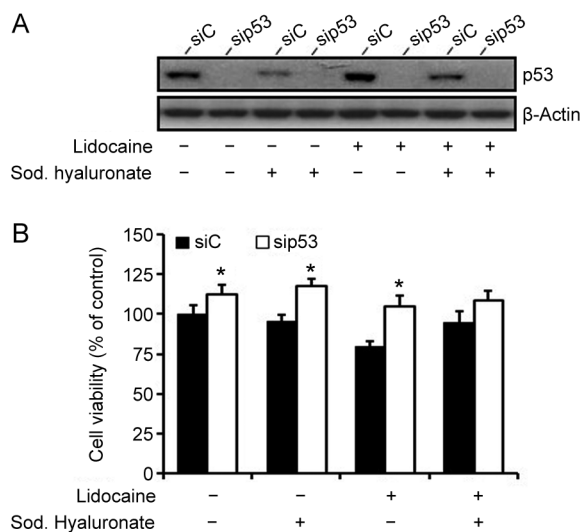 A
siC sip53 siC sip53 siC sip53 siC sip53
p53
β-Actin
Lidocaine – – – – + + + +
Sod. hyaluronate – – + + – – + +
B
siC sip53
Cell viability (% of control)
150
125
100
75
50
25
0
* * *
Lidocaine – – + +
Sod. Hyaluronate – + – +